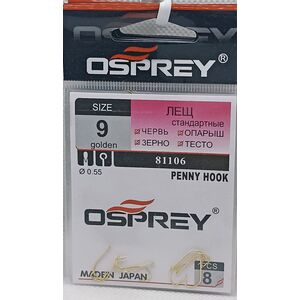 OSPREY®
SIZE
9
golden
Ø 0.55
ЛЕЩ
стандартные
ЧЕРВЬ ОПАРЫШ
ЗЕРНО ТЕСТО
81106
PENNY HOOK
OSPREY®
MADE IN JAPAN
PCS
8